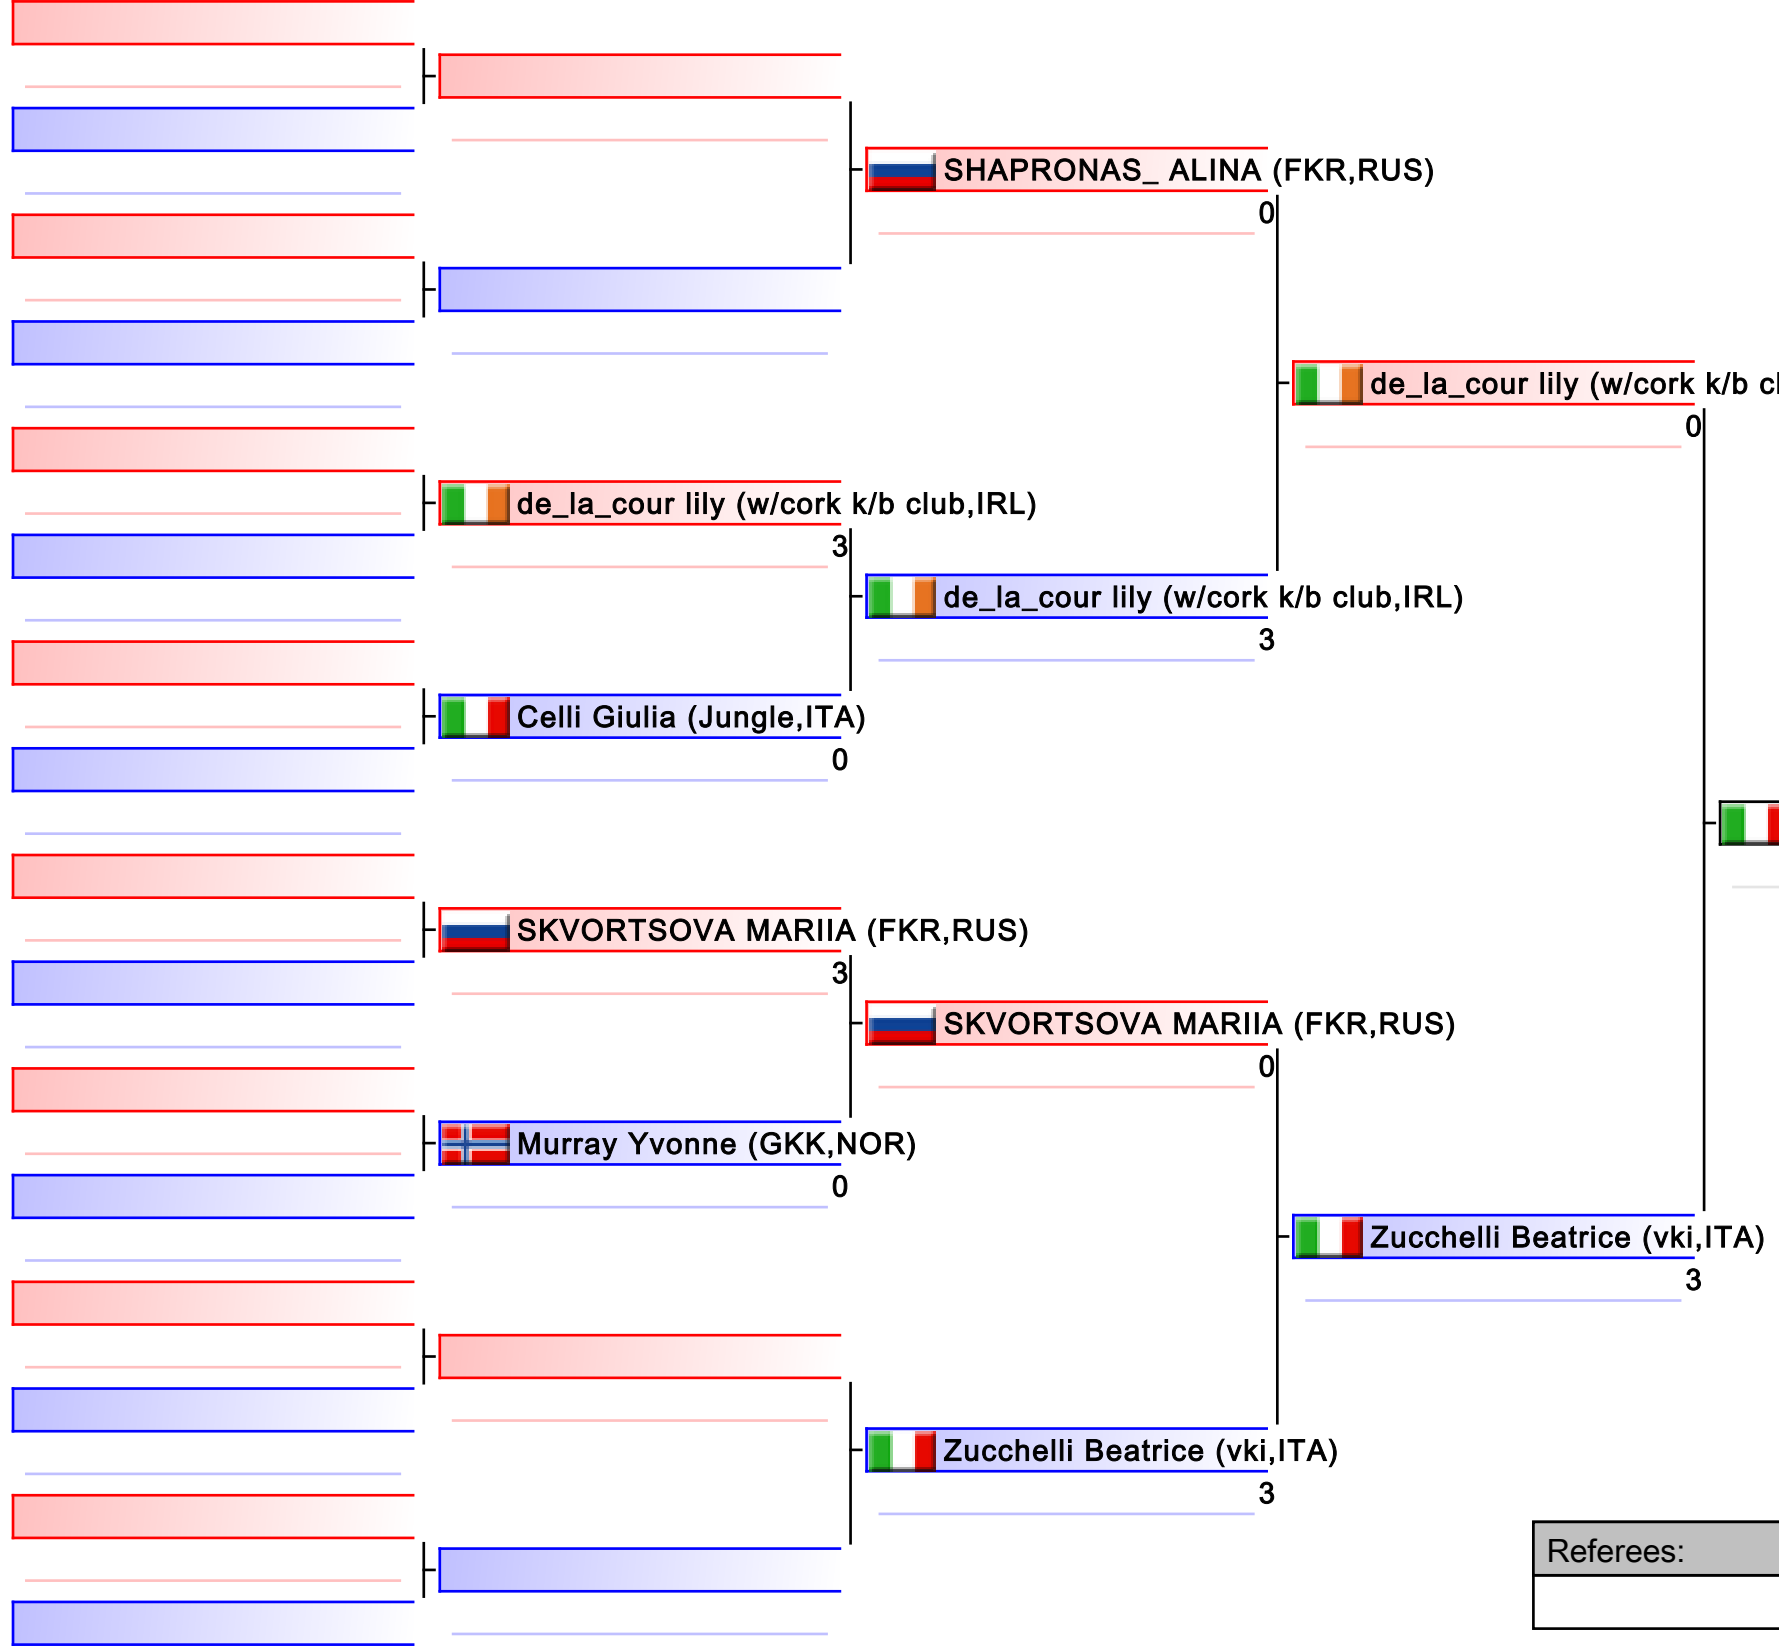 SHAPRONAS_ ALINA (FKR,RUS)
0
de_la_cour lily (w/cork k/b cl
0
de_la_cour lily (w/cork k/b club,IRL)
3
de_la_cour lily (w/cork k/b club,IRL)
3
Celli Giulia (Jungle,ITA)
0
SKVORTSOVA MARIIA (FKR,RUS)
3
SKVORTSOVA MARIIA (FKR,RUS)
0
Murray Yvonne (GKK,NOR)
0
Zucchelli Beatrice (vki,ITA)
3
Zucchelli Beatrice (vki,ITA)
3
Referees: